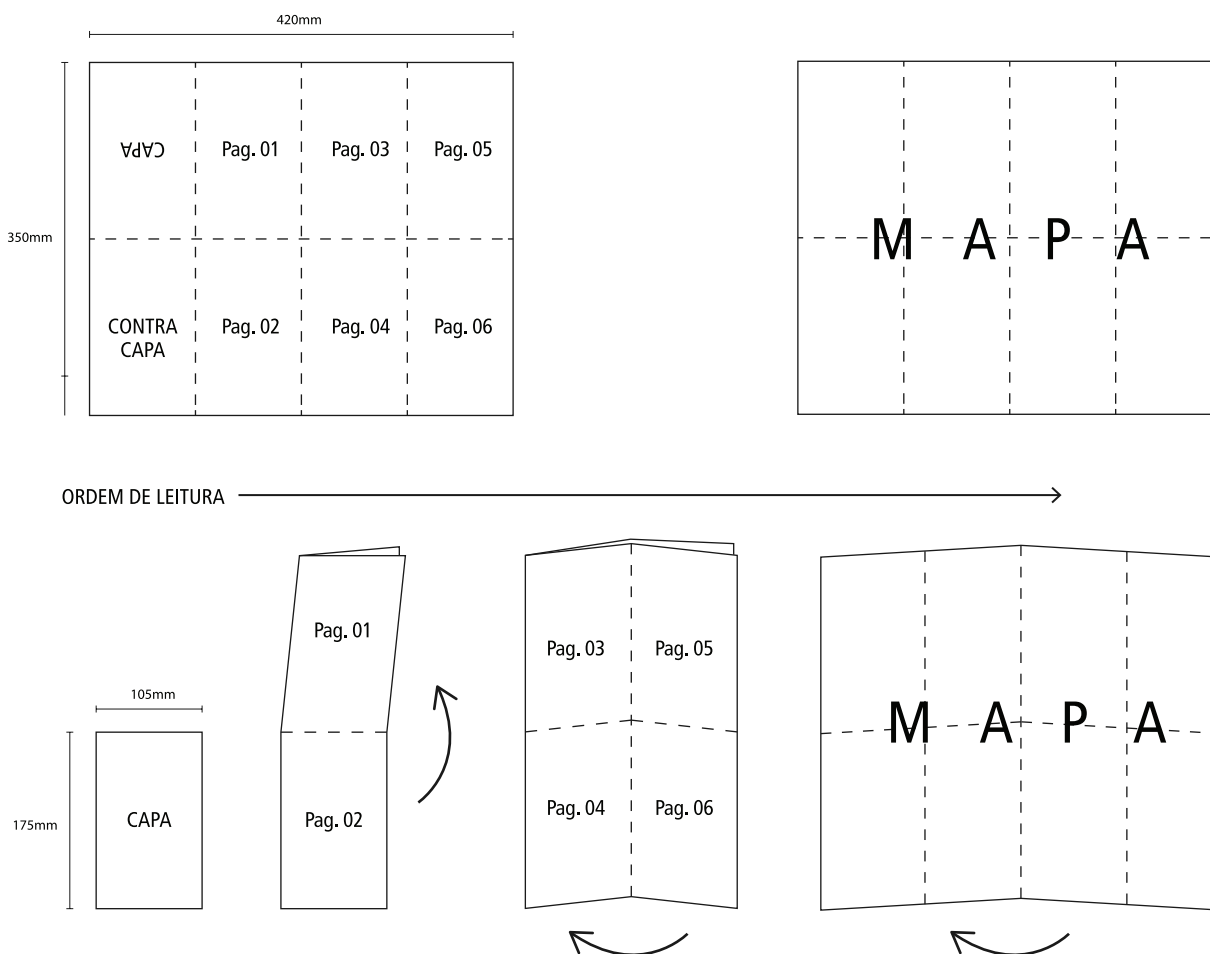 420mm
350mm
CAPA
Pag. 01
Pag. 03
Pag. 05
CONTRA
CAPA
Pag. 02
Pag. 04
Pag. 06
M A P A
ORDEM DE LEITURA
105mm
175mm
CAPA
Pag. 01
Pag. 02
Pag. 03
Pag. 05
Pag. 04
Pag. 06
M A P A